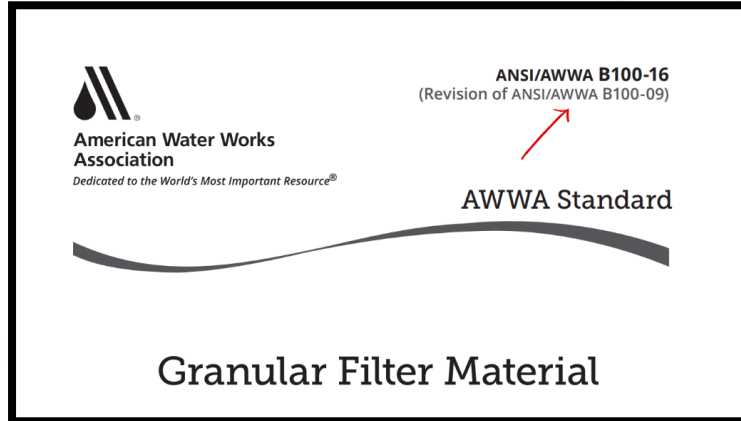 ANSI/AWWA B100-16
(Revision of ANSI/AWWA B100-09)
®
American Water Works
Association
Dedicated to the World's Most Important Resource®
AWWA Standard
Granular Filter Material